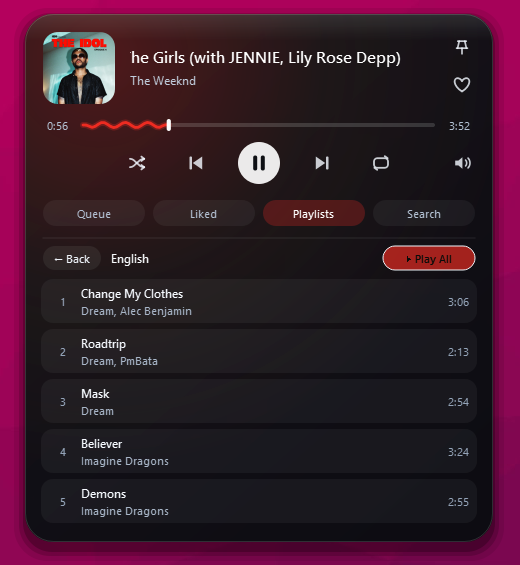 THE IDOL
he Girls (with JENNIE, Lily Rose Depp)
The Weeknd
0:56
3:52
Queue
Liked
Playlists
Search
← Back
English
Play All
1
Change My Clothes
Dream, Alec Benjamin
3:06
2
Roadtrip
Dream, PmBata
2:13
3
Mask
Dream
2:54
4
Believer
Imagine Dragons
3:24
5
Demons
Imagine Dragons
2:55